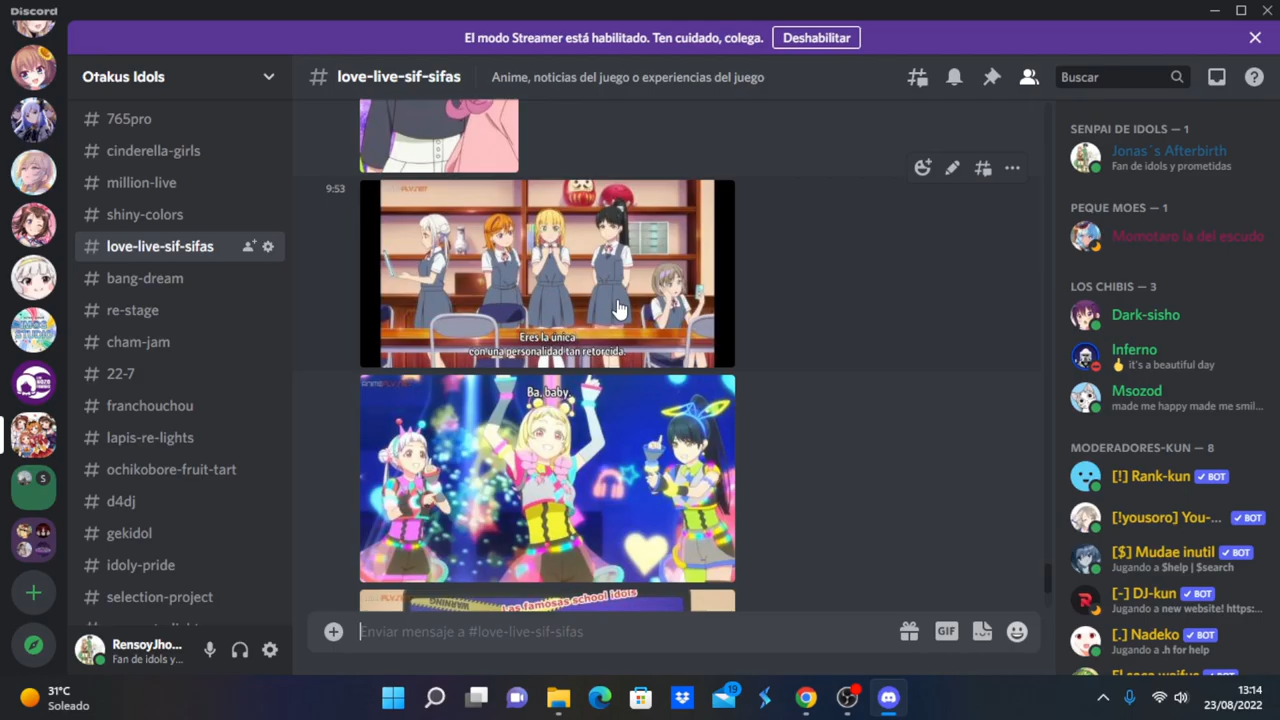 Discord
El modo Streamer está habilitado. Ten cuidado, colega.
Deshabilitar
Otakus Idols
# love-live-sif-sifas
Anime, noticias del juego o experiencias del juego
Buscar
# 765pro
# cinderella-girls
# million-live
# shiny-colors
# love-live-sif-sifas
# bang-dream
# re-stage
# cham-jam
# 22-7
# franchouchou
# lapis-re-lights
# ochikobore-fruit-tart
# d4dj
# gekidol
# idoly-pride
# selection-project
S
RensoyJho...
Fan de idols y...
9:53
Eres la única
con una personalidad tan retorcida.
Ba, baby.
Las famosas school idols
Enviar mensaje a #love-live-sif-sifas
GIF
SENPAI DE IDOLS — 1
Jonas´s Afterbirth
Fan de idols y prometidas
PEQUE MOES — 1
Momotaro la del escudo
LOS CHIBIS — 3
Dark-sisho
Inferno
it's a beautiful day
Msozod
made me happy made me smil...
MODERADORES-KUN — 8
[!] Rank-kun BOT
[!yousoro] You-... BOT
[$] Mudae inutil BOT
Jugando a $help | $search
[-] DJ-kun BOT
Jugando a new website! https:...
[.] Nadeko BOT
Jugando a .h for help
31°C
Soleado
19
13:14
23/08/2022